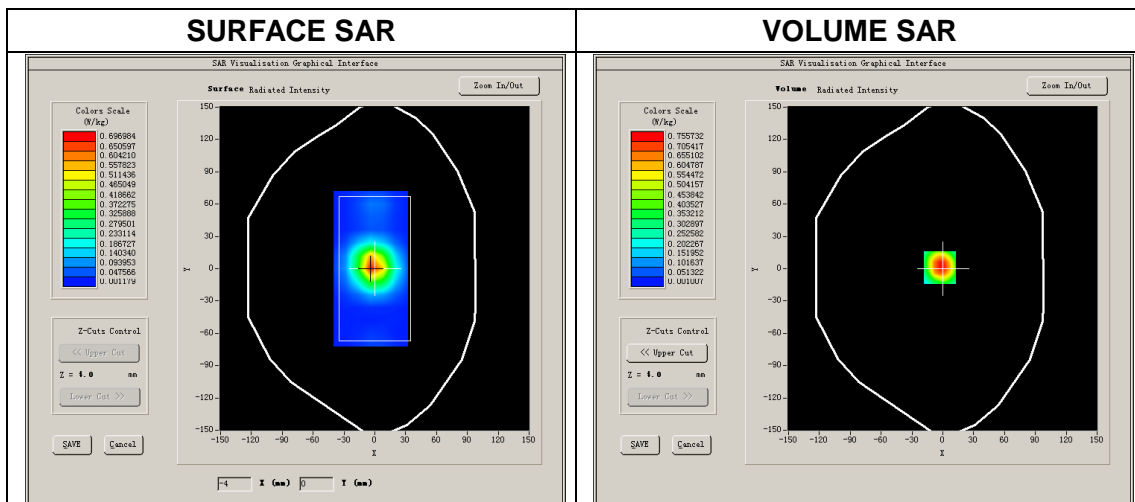 SURFACE SAR
SAR Visualisation Graphical Interface
Surface Radiated Intensity
Zoom In/Out
Colors Scale
(W/kg)
0.696984
0.650597
0.604210
0.557823
0.511436
0.465049
0.418662
0.372275
0.325888
0.279501
0.233114
0.186727
0.140340
0.093953
0.047566
0.001179
150
120
90
60
30
0
-30
-60
-90
-120
-150
Y
-150 -120 -90 -60 -30 0 30 60 90 120 150
X
Z-Cuts Control
<< Upper Cut
Z = 4.0 mm
Lower Cut >>
SAVE Cancel
-4 X (mm) 0 Y (mm)
VOLUME SAR
SAR Visualisation Graphical Interface
Volume Radiated Intensity
Zoom In/Out
Colors Scale
(W/kg)
0.755732
0.705417
0.655102
0.604787
0.554472
0.504157
0.453842
0.403527
0.353212
0.302897
0.252582
0.202267
0.151952
0.101637
0.051322
0.001007
150
120
90
60
30
0
-30
-60
-90
-120
-150
Y
-150 -120 -90 -60 -30 0 30 60 90 120 150
X
Z-Cuts Control
<< Upper Cut
Z = 4.0 mm
Lower Cut >>
SAVE Cancel